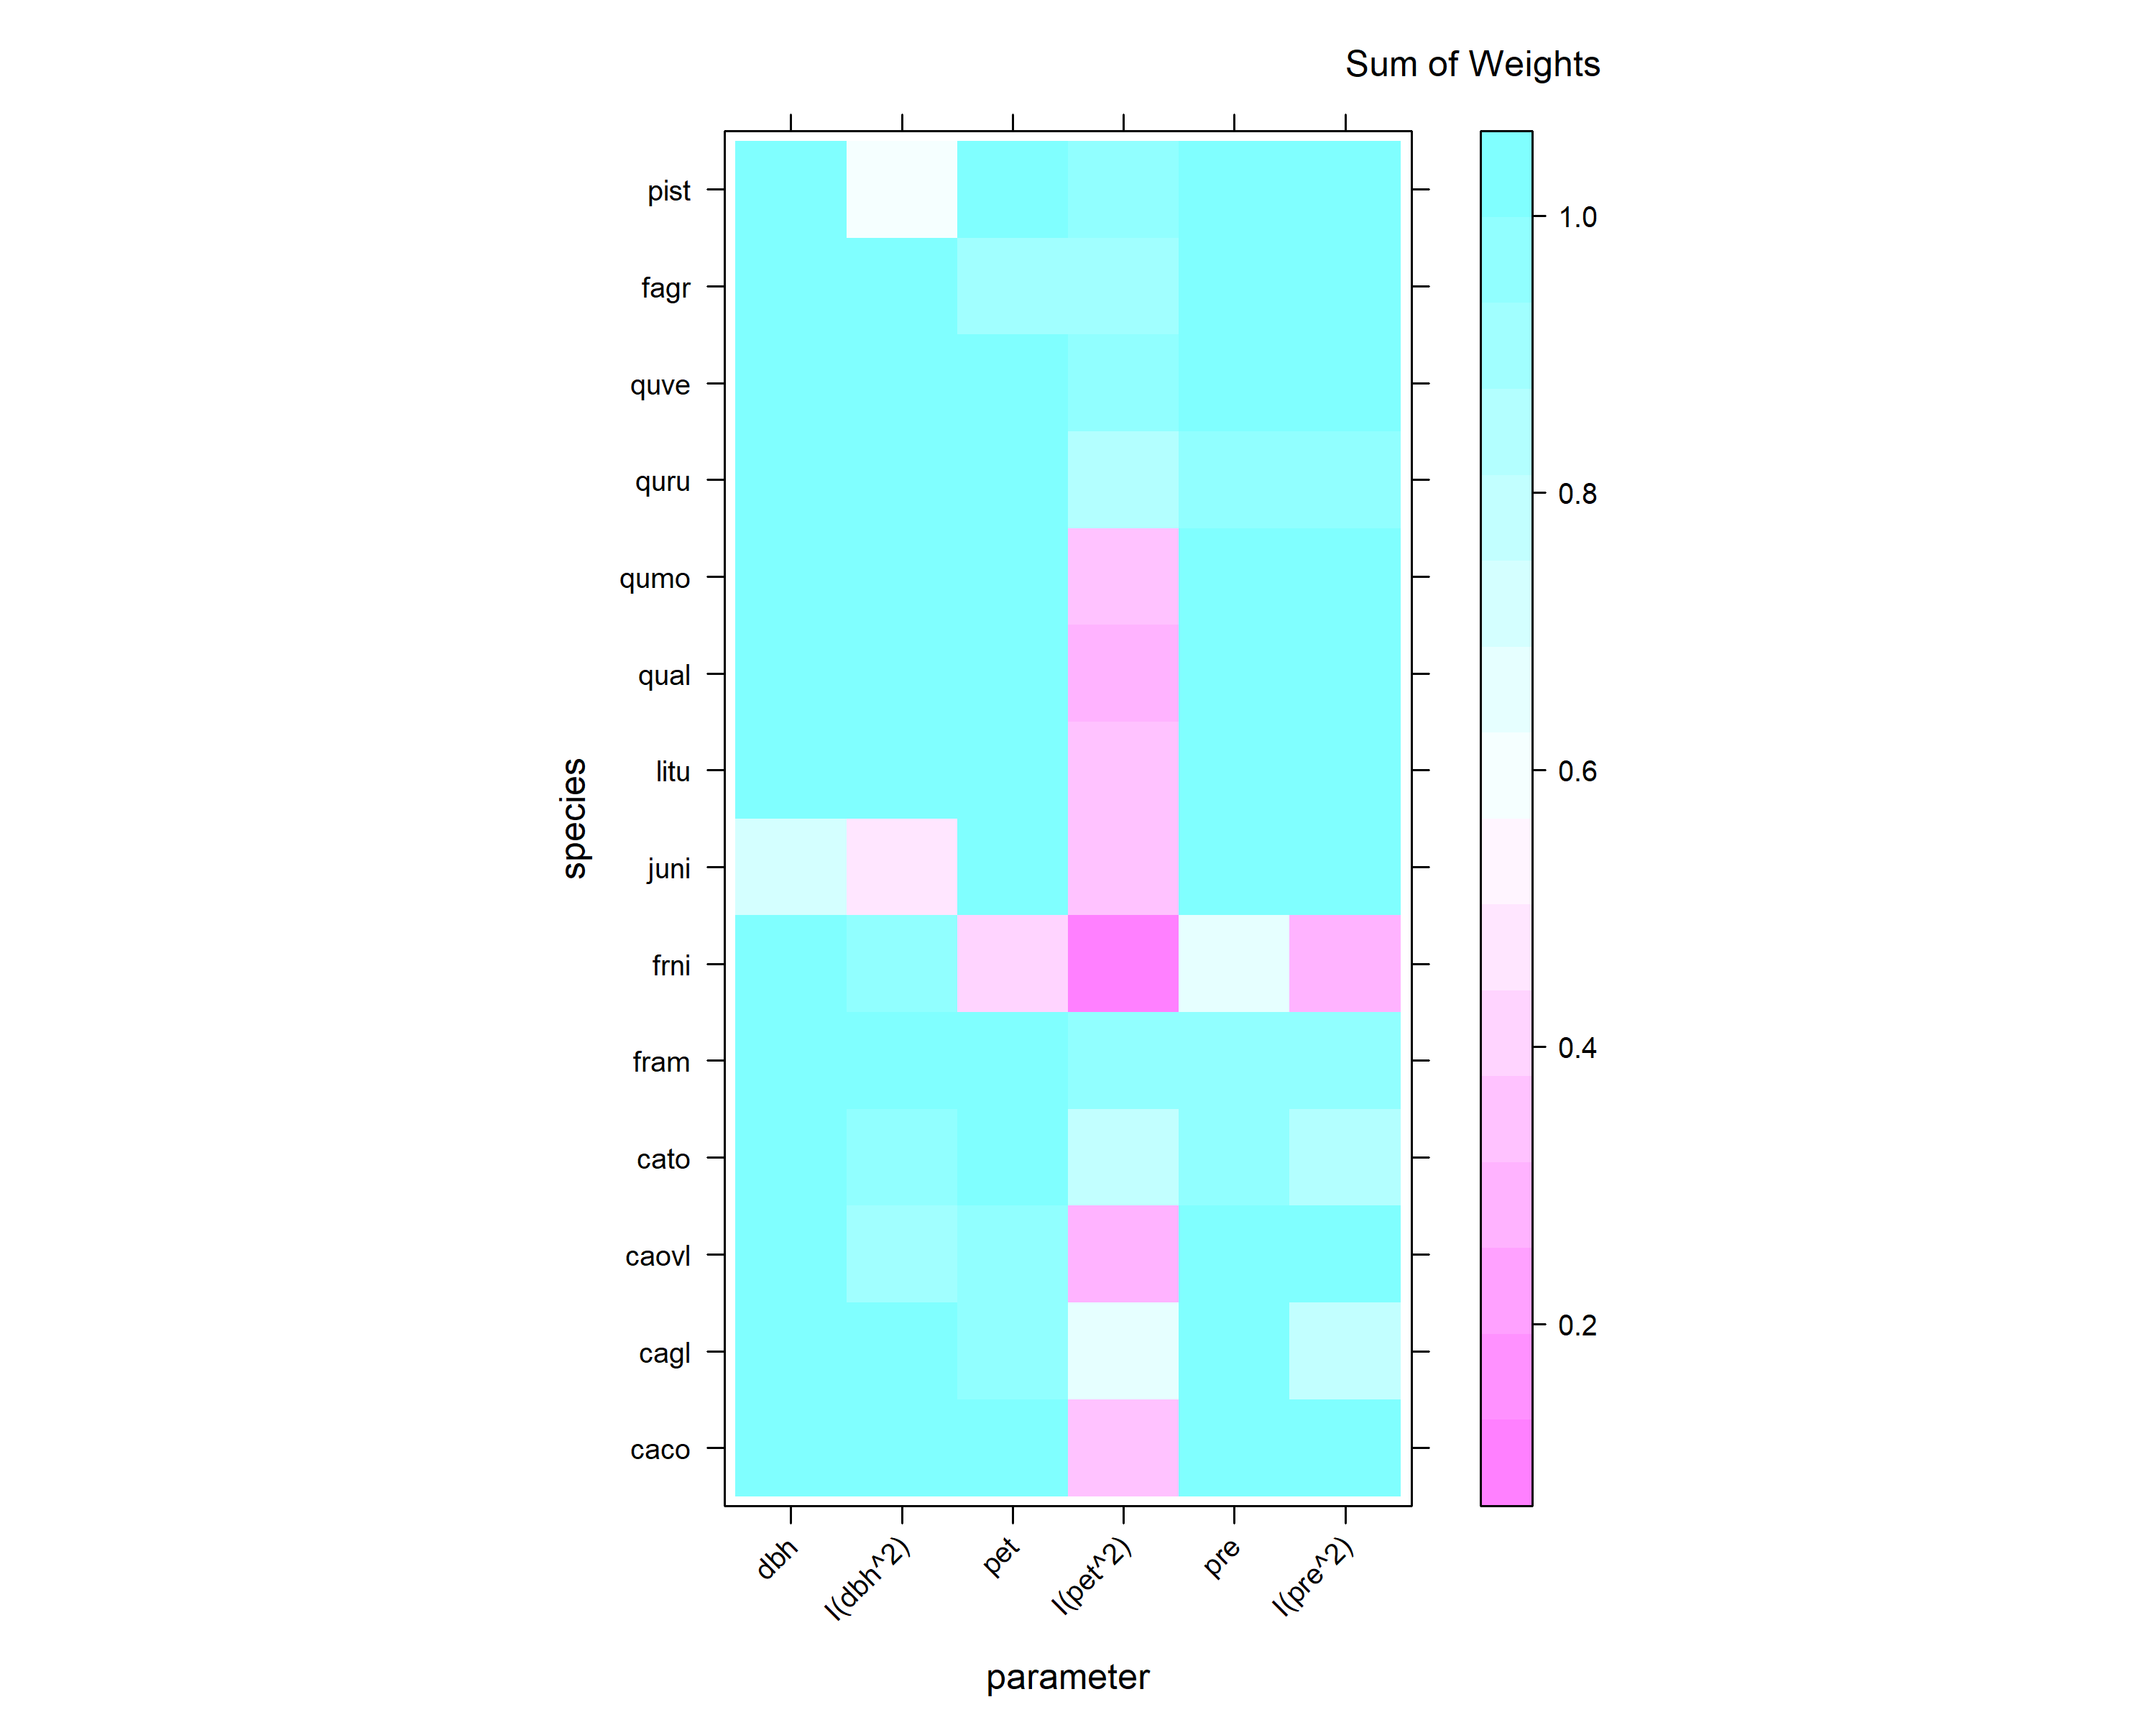 Sum of Weights
pist
fagr
quve
quru
qumo
qual
litu
juni
frni
fram
cato
caovl
cagl
caco
species
1.0
0.8
0.6
0.4
0.2
dbh
I(dbh^2)
pet
I(pet^2)
pre
I(pre^2)
parameter